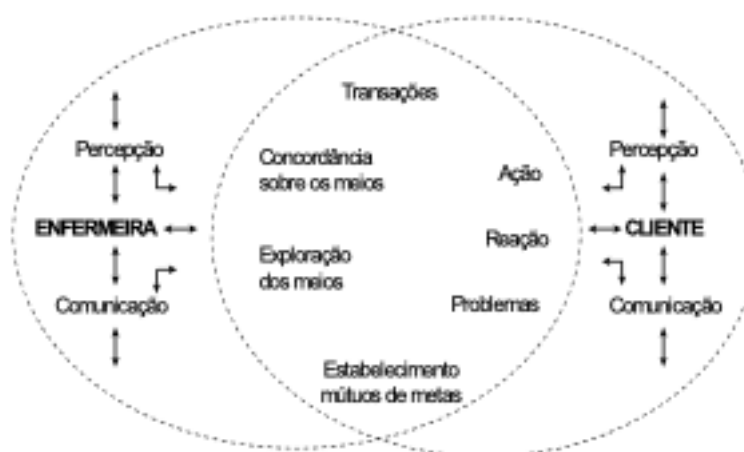 Transações
Percepção
Concordância
sobre os meios
Ação
Percepção
ENFERMEIRA
Reação
CLIENTE
Exploração
dos meios
Comunicação
Problemas
Comunicação
Estabelecimento
mútuos de metas